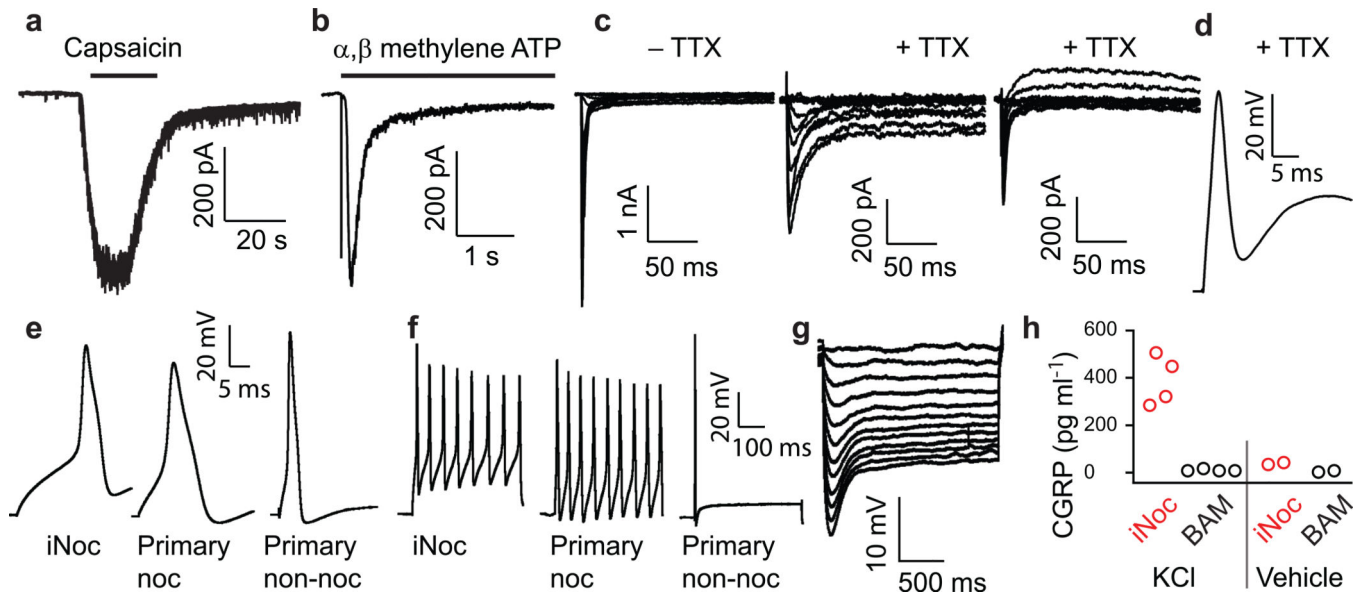 a
Capsaicin
200 pA
20 s
b
α,β methylene ATP
200 pA
1 s
c
– TTX
1 nA
50 ms
+ TTX
200 pA
50 ms
+ TTX
200 pA
50 ms
d
+ TTX
20 mV
5 ms
e
20 mV
5 ms
iNoc
Primary
noc
Primary
non-noc
f
20 mV
100 ms
iNoc
Primary
noc
Primary
non-noc
g
10 mV
500 ms
h
CGRP (pg ml⁻¹)
600
400
200
0
iNoc
BAM
iNoc
BAM
KCl
Vehicle